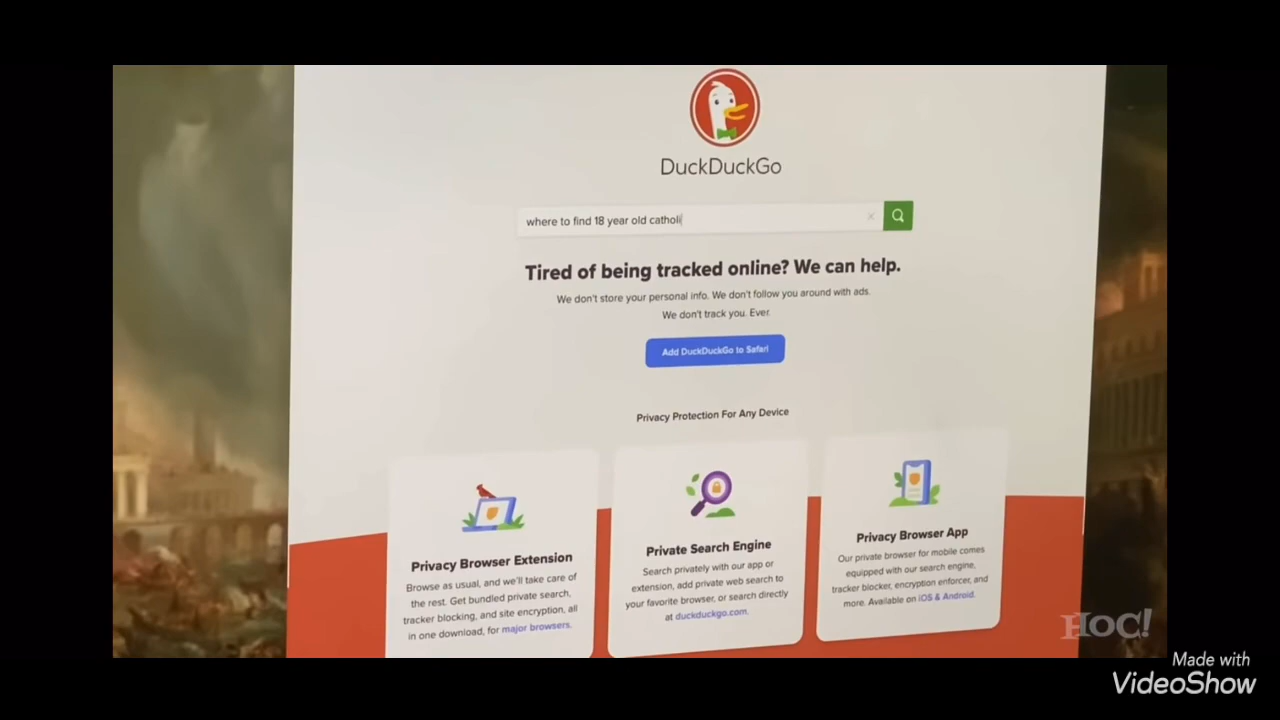 DuckDuckGo
where to find 18 year old catholi
Tired of being tracked online? We can help.
We don't store your personal info. We don't follow you around with ads.
We don't track you. Ever.
Add DuckDuckGo to Safari
Privacy Protection For Any Device
Privacy Browser Extension
Browse as usual, and we'll take care of
the rest. Get bundled private search,
tracker blocking, and site encryption, all
in one download, for major browsers.
Private Search Engine
Search privately with our app or
extension, add private web search to
your favorite browser, or search directly
at duckduckgo.com.
Privacy Browser App
Our private browser for mobile comes
equipped with our search engine,
tracker blocker, encryption enforcer, and
more. Available on iOS & Android.
HOC!
Made with
VideoShow